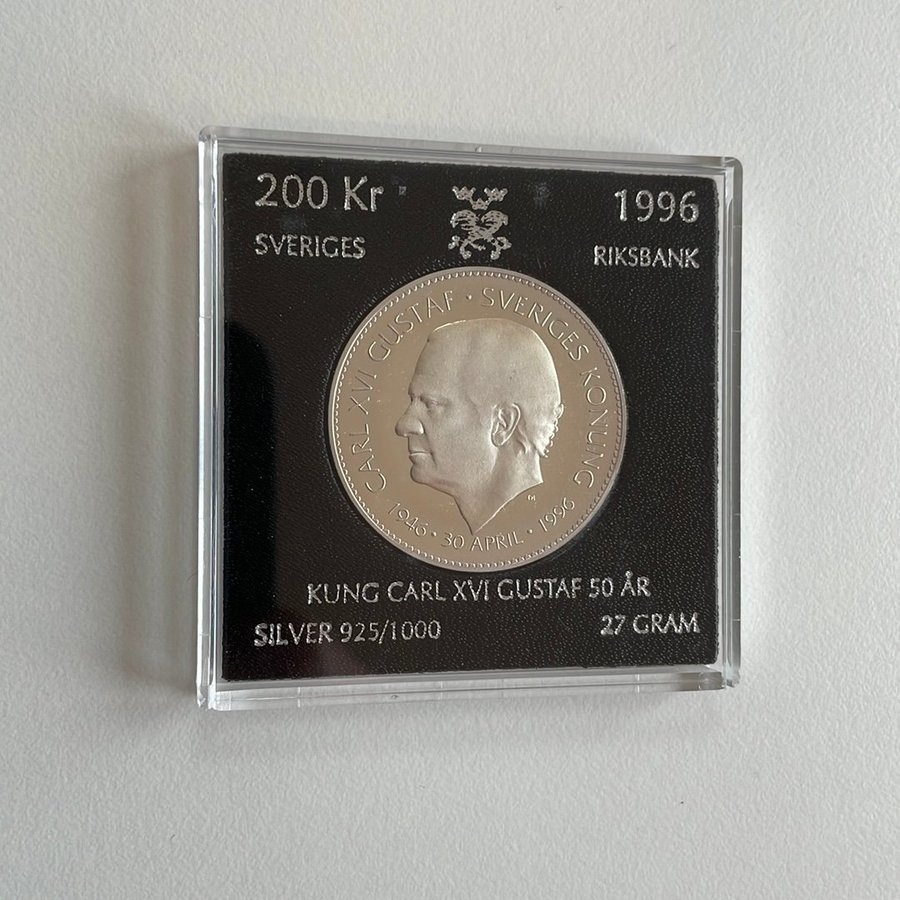 200 Kr
1996
SVERIGES
RIKSBANK
CARL XVI GUSTAF · SVERIGES KONUNG
1946 · 30 APRIL · 1996
KUNG CARL XVI GUSTAF 50 ÅR
SILVER 925/1000
27 GRAM